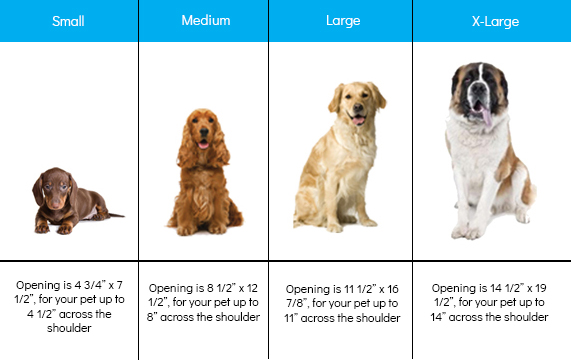 Small
Medium
Large
X-Large
Opening is 4 3/4” x 7
1/2”, for your pet up to
4 1/2” across the
shoulder
Opening is 8 1/2” x 12
1/2”, for your pet up to
8” across the shoulder
Opening is 11 1/2” x 16
7/8”, for your pet up to
11” across the shoulder
Opening is 14 1/2” x 19
1/2”, for your pet up to
14” across the shoulder